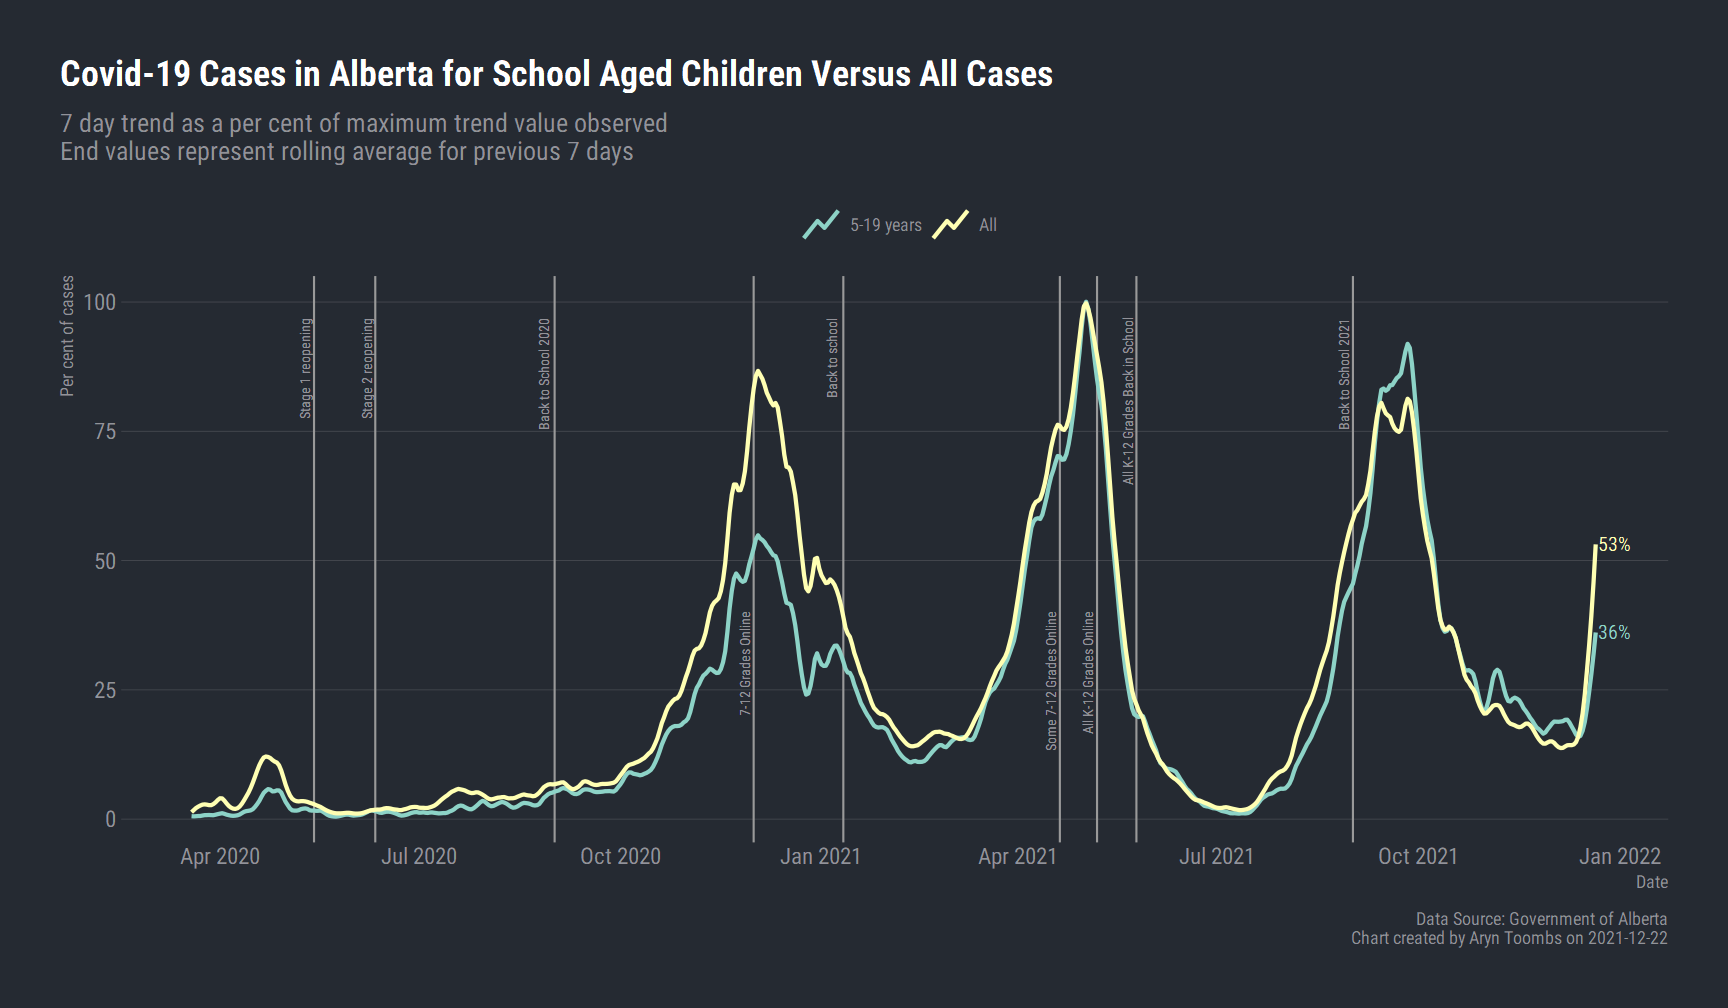 Covid-19 Cases in Alberta for School Aged Children Versus All Cases
7 day trend as a per cent of maximum trend value observed
End values represent rolling average for previous 7 days
5-19 years
All
Per cent of cases
100
75
50
25
0
Stage 1 reopening
Stage 2 reopening
Back to School 2020
7-12 Grades Online
Back to school
Some 7-12 Grades Online
All K-12 Grades Online
All K-12 Grades Back in School
Back to School 2021
53%
36%
Apr 2020
Jul 2020
Oct 2020
Jan 2021
Apr 2021
Jul 2021
Oct 2021
Jan 2022
Date
Data Source: Government of Alberta
Chart created by Aryn Toombs on 2021-12-22